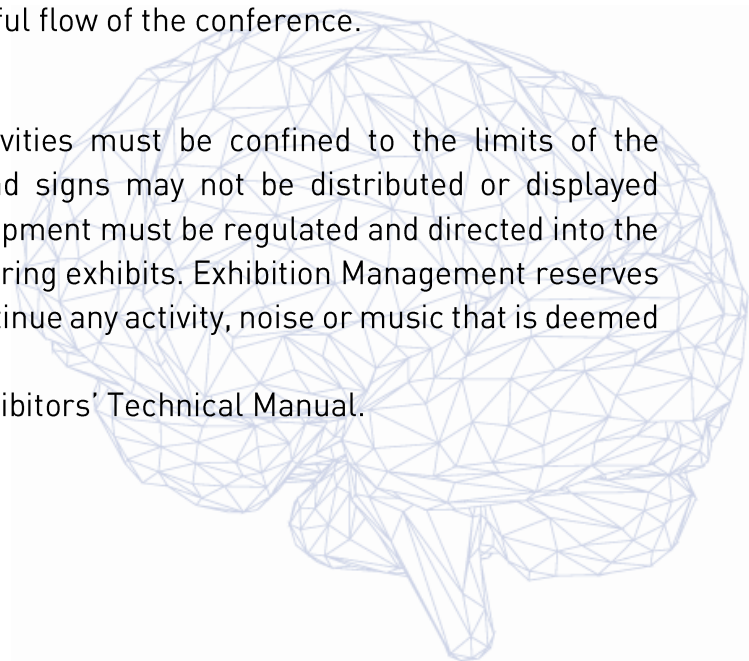 ful flow of the conference.
vities must be confined to the limits of the
nd signs may not be distributed or displayed
pment must be regulated and directed into the
ring exhibits. Exhibition Management reserves
tinue any activity, noise or music that is deemed
ibitors’ Technical Manual.